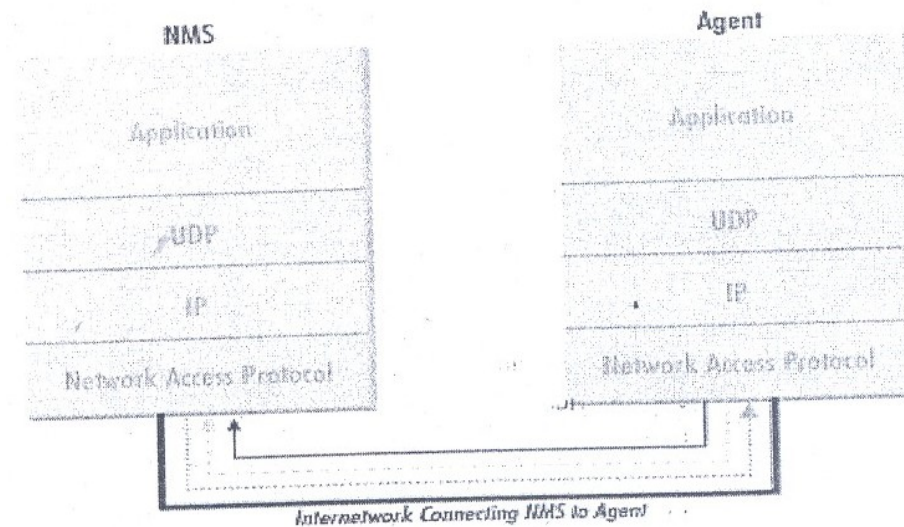 NMS
Agent
Application
Application
UDP
UDP
IP
IP
Network Access Protocol
Network Access Protocol
Internetwork Connecting NMS to Agent